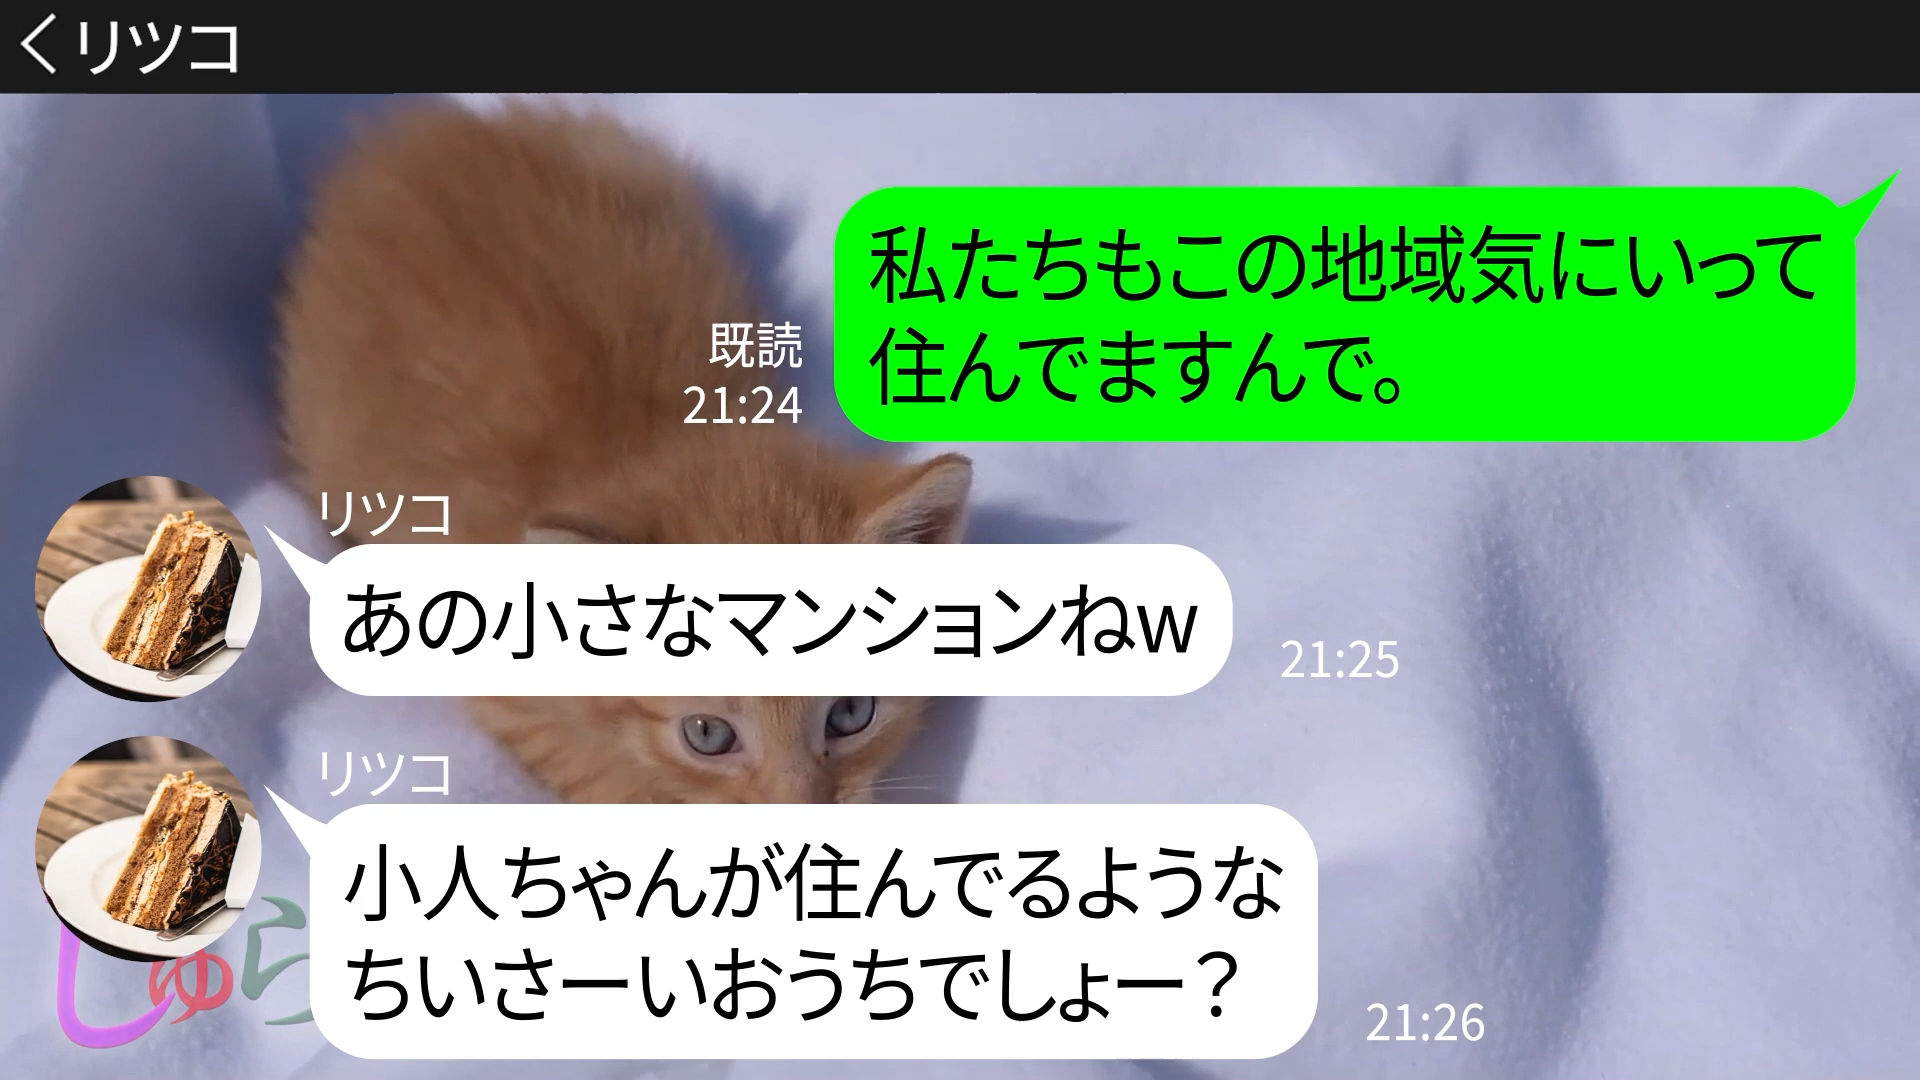 リツコ
私たちもこの地域気にいって
住んでますんで。
既読
21:24
リツコ
あの小さなマンションねw
21:25
リツコ
小人ちゃんが住んでるような
ちいさーいおうちでしょー？
21:26
しゅら